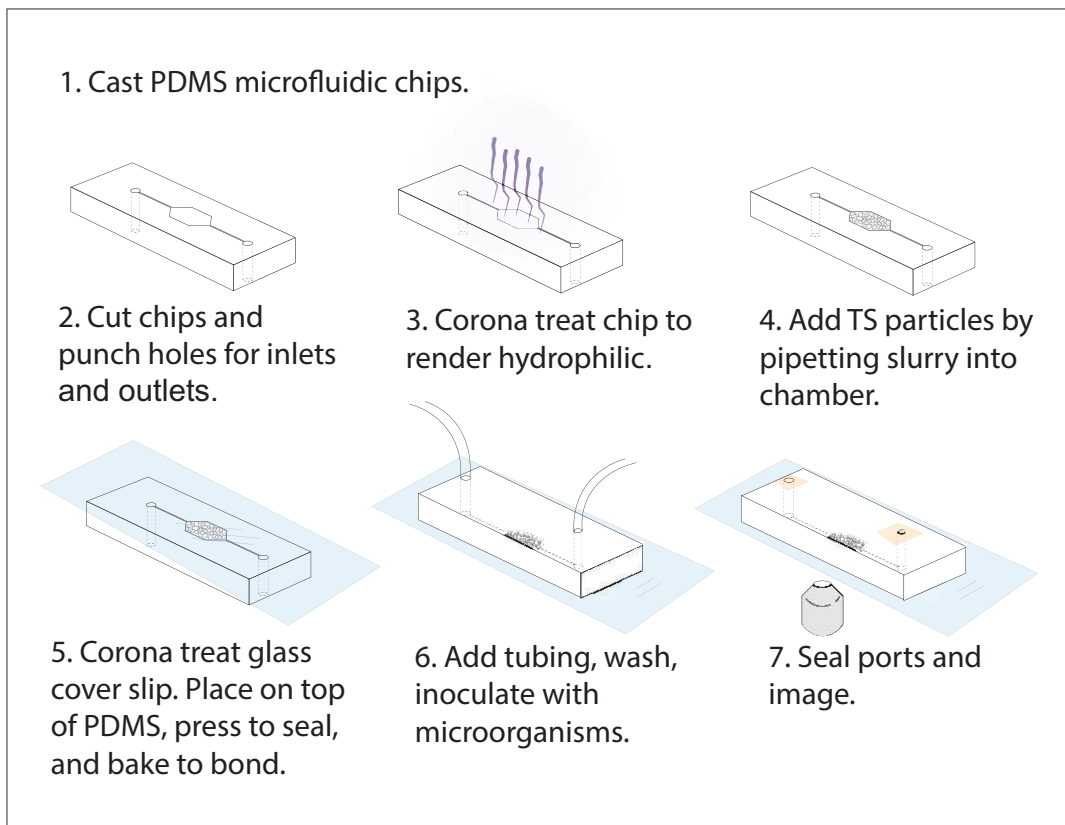 1. Cast PDMS microfluidic chips.
2. Cut chips and
punch holes for inlets
and outlets.
3. Corona treat chip to
render hydrophilic.
4. Add TS particles by
pipetting slurry into
chamber.
5. Corona treat glass
cover slip. Place on top
of PDMS, press to seal,
and bake to bond.
6. Add tubing, wash,
inoculate with
microorganisms.
7. Seal ports and
image.